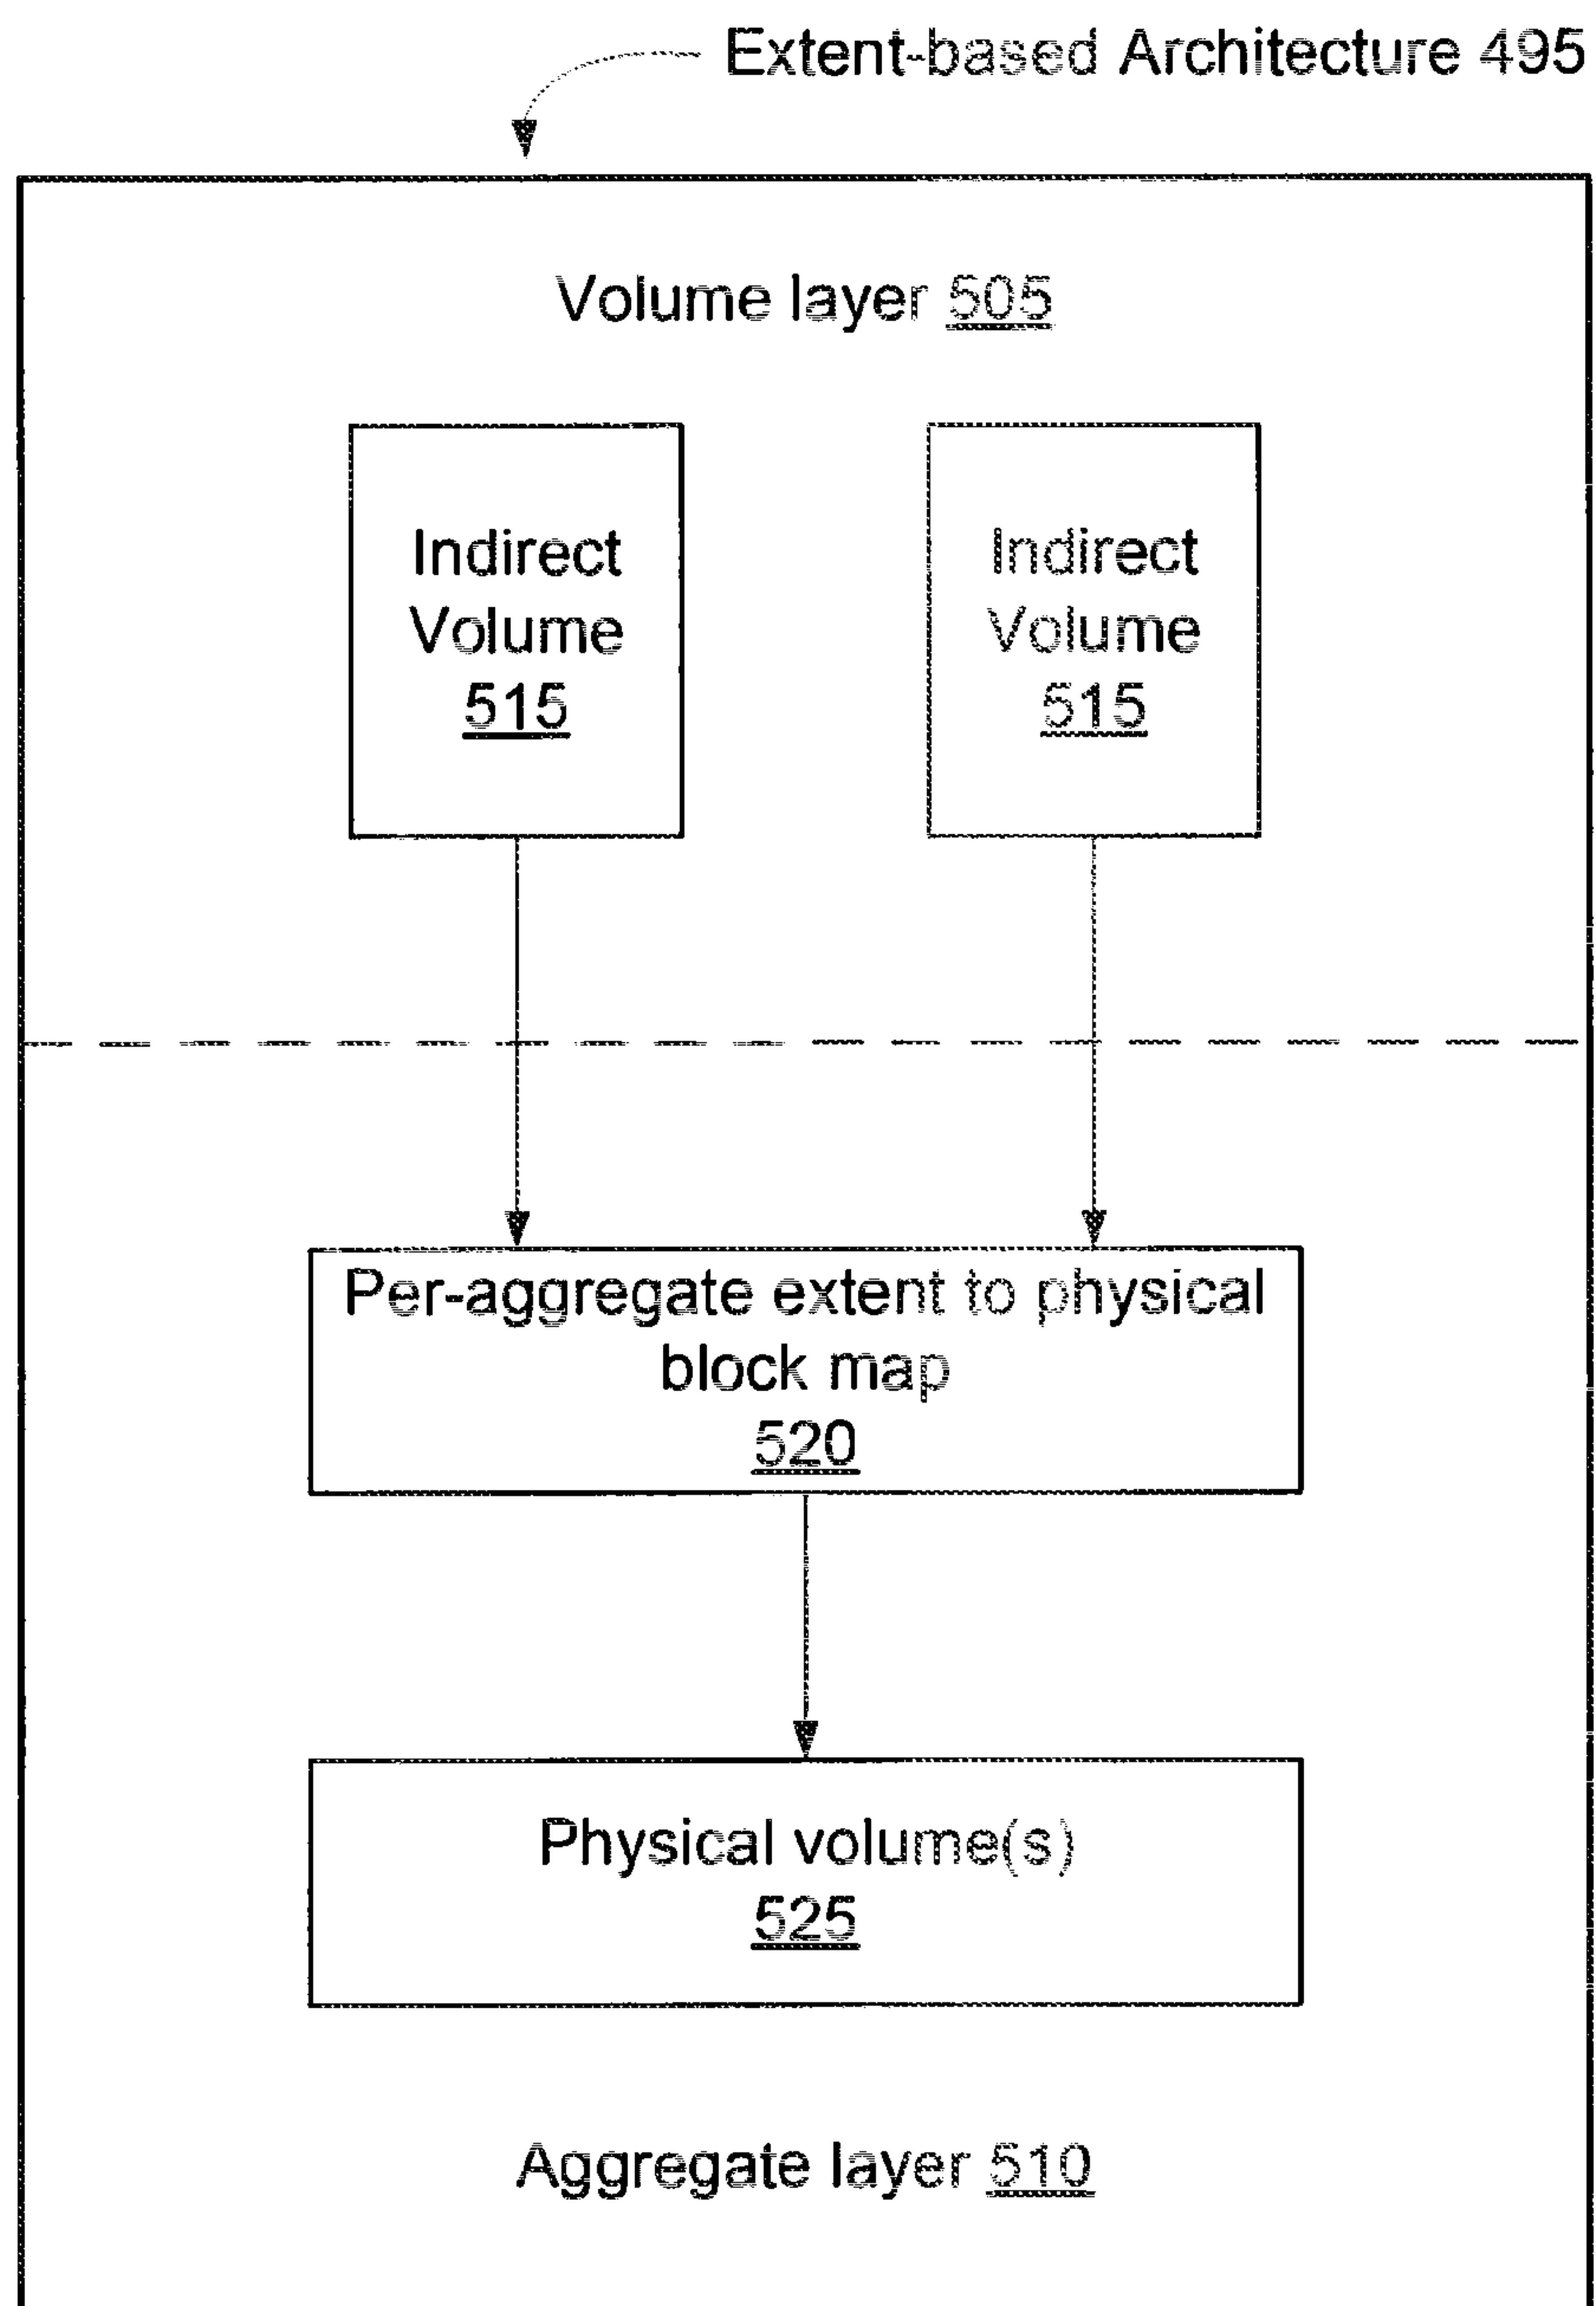 Extent-based Architecture 495
Volume layer 505
Indirect
Volume
515
Indirect
Volume
515
Per-aggregate extent to physical
block map
520
Physical volume(s)
525
Aggregate layer 510